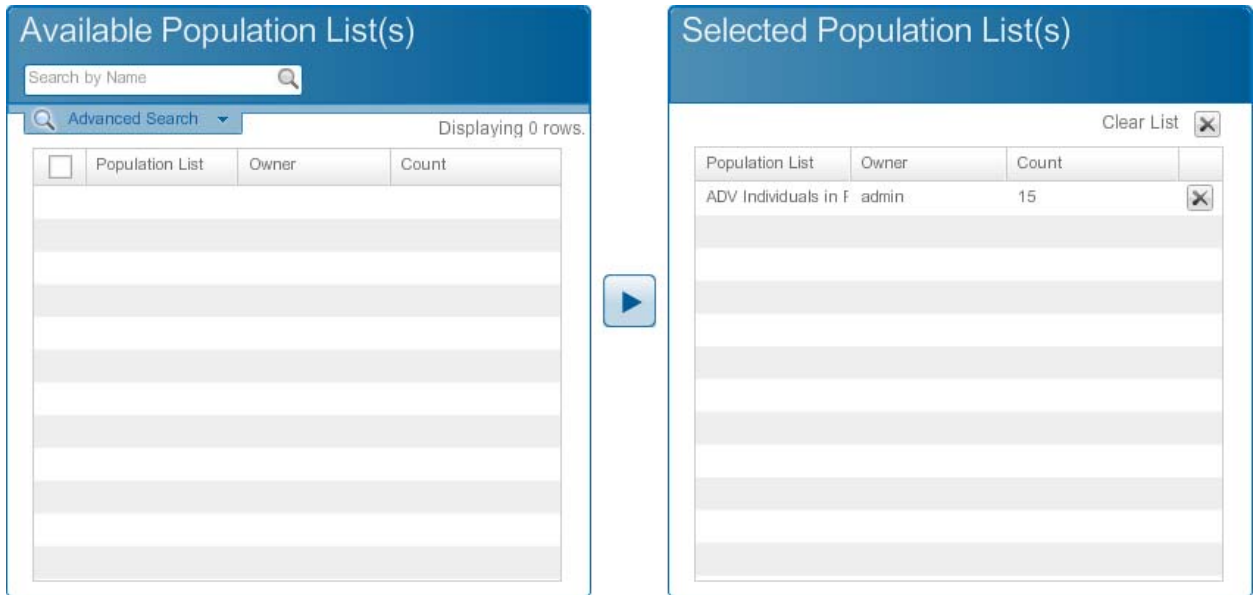 Available Population List(s)
Search by Name
Advanced Search
Displaying 0 rows.
Population List Owner Count
Selected Population List(s)
Clear List
Population List Owner Count
ADV Individuals in admin 15